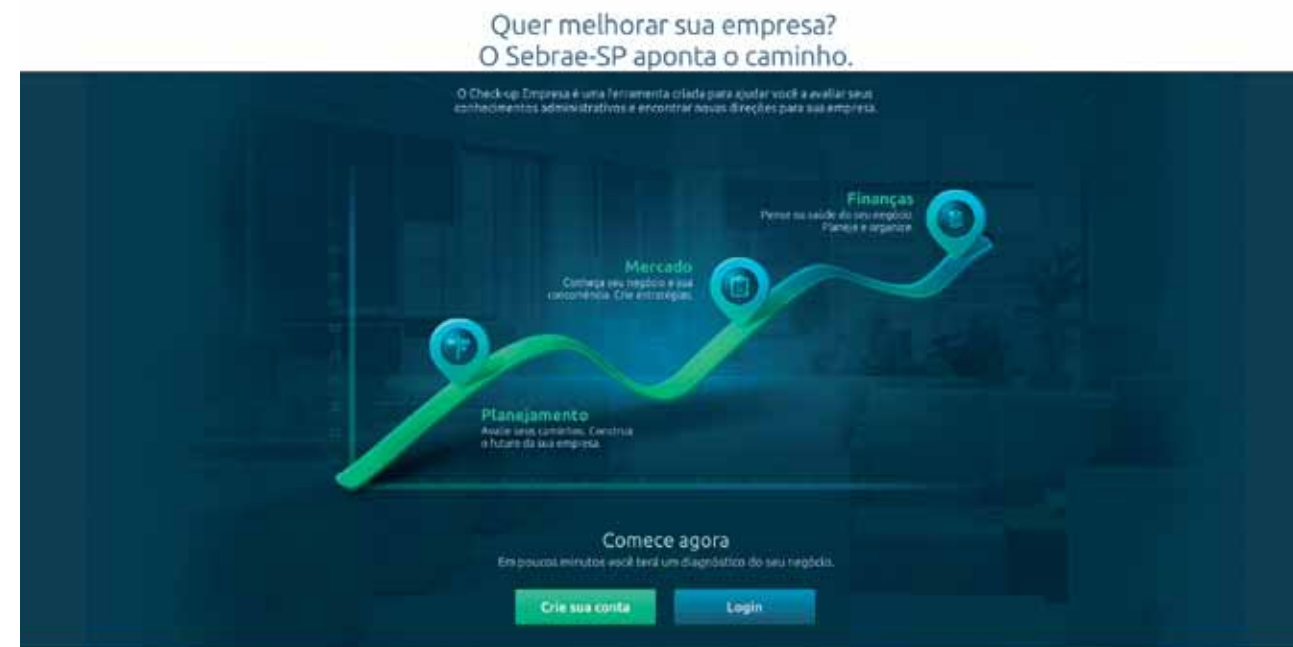 Quer melhorar sua empresa?
O Sebrae-SP aponta o caminho.
O Check-up Empresa é uma ferramenta criada para ajudar você a avaliar seus
conhecimentos administrativos e encontrar novas direções para sua empresa.
Finanças
Pense na saúde do seu negócio.
Planeje e organize.
Mercado
Conheça seu negócio e sua
concorrência. Crie estratégias.
Planejamento
Avalie seus caminhos. Construa
o futuro da sua empresa.
Comece agora
Em poucos minutos você terá um diagnóstico do seu negócio.
Crie sua conta
Login